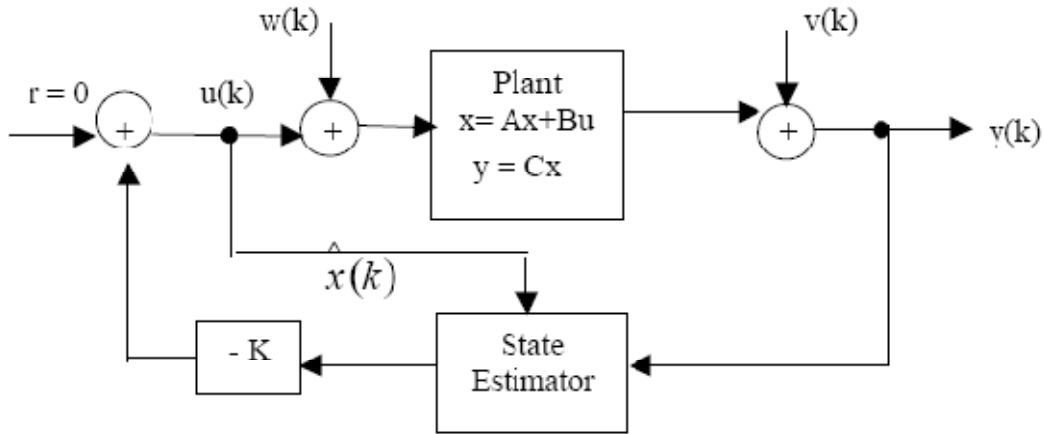 w(k)
v(k)
r = 0
u(k)
Plant
x= Ax+Bu
y = Cx
+
+
+
y(k)
x̂(k)
- K
State
Estimator